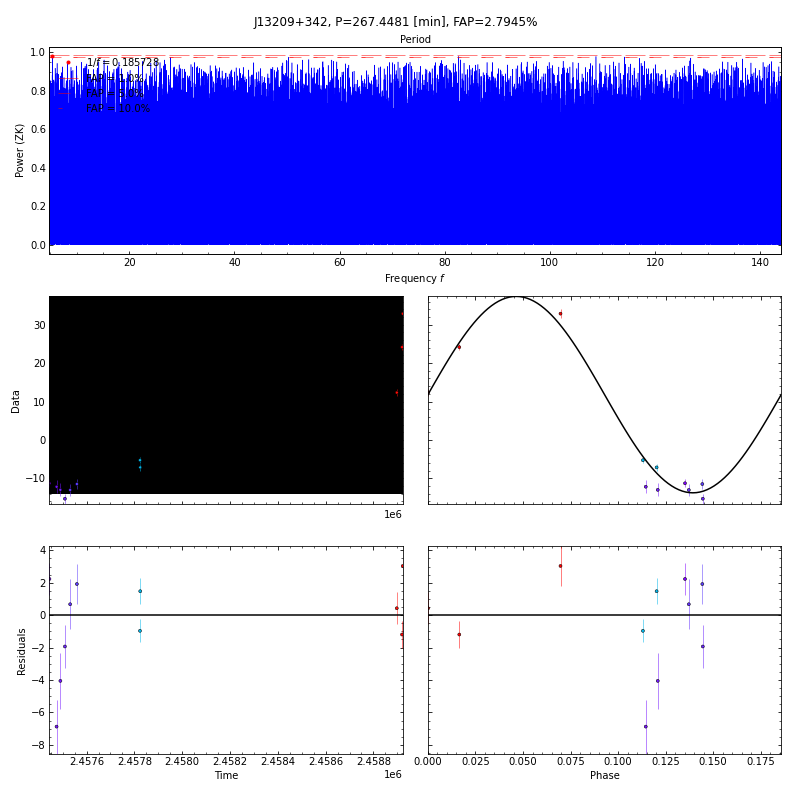 J13209+342, P=267.4481 [min], FAP=2.7945%
Period
1.0
0.8
0.6
0.4
0.2
0.0
Power (ZK)
1/f = 0.185728
20 40 60 80 100 120 140
Frequency f
30
20
10
0
−10
Data
1e6
4
2
0
−2
−4
−6
−8
Residuals
2.4576 2.4578 2.4580 2.4582 2.4584 2.4586 2.4588
Time
1e6
0.000 0.025 0.050 0.075 0.100 0.125 0.150 0.175
Phase